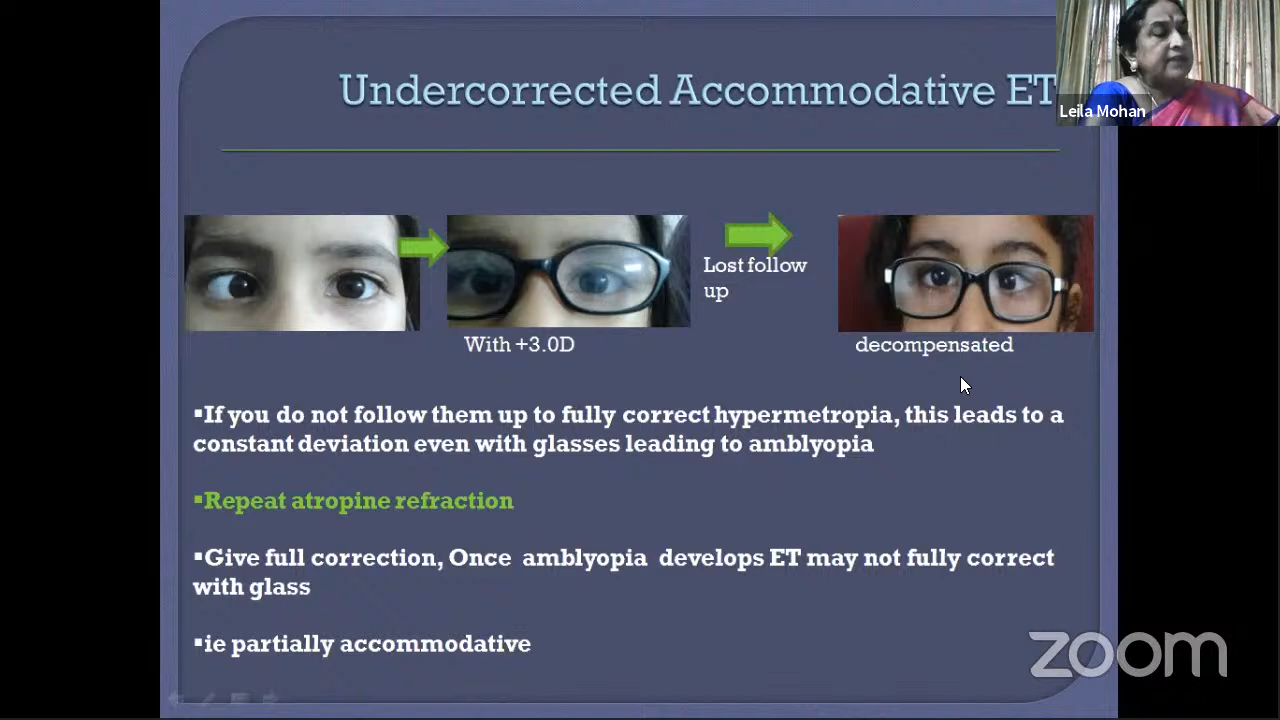 Undercorrected Accommodative ET
Leila Mohan
Lost follow
up
With +3.0D
decompensated
▪If you do not follow them up to fully correct hypermetropia, this leads to a
constant deviation even with glasses leading to amblyopia
▪Repeat atropine refraction
▪Give full correction, Once amblyopia develops ET may not fully correct
with glass
▪ie partially accommodative
zoom